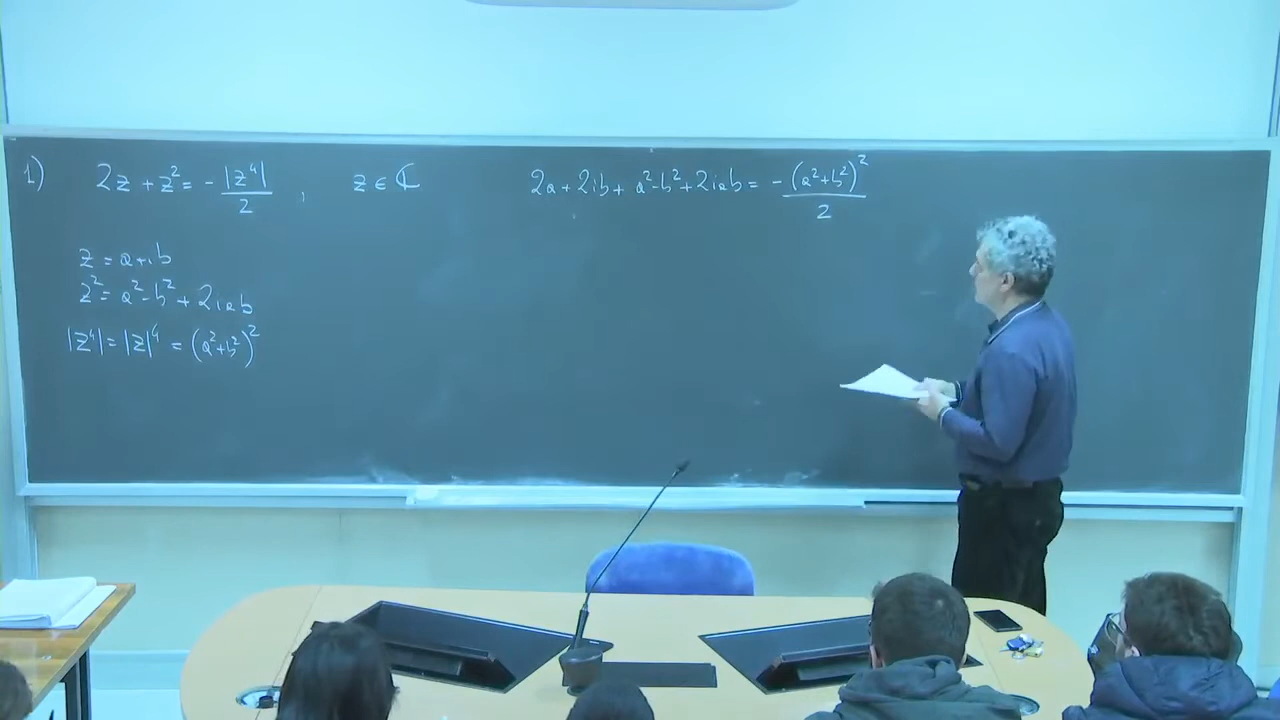 1) 2z + z² = - |z⁴| / 2 , z ∈ ℂ
z = a+ib
z² = a²-b² + 2iab
|z⁴| = |z|⁴ = (a²+b²)²
2a + 2ib + a²-b² + 2iab = - (a²+b²)² / 2